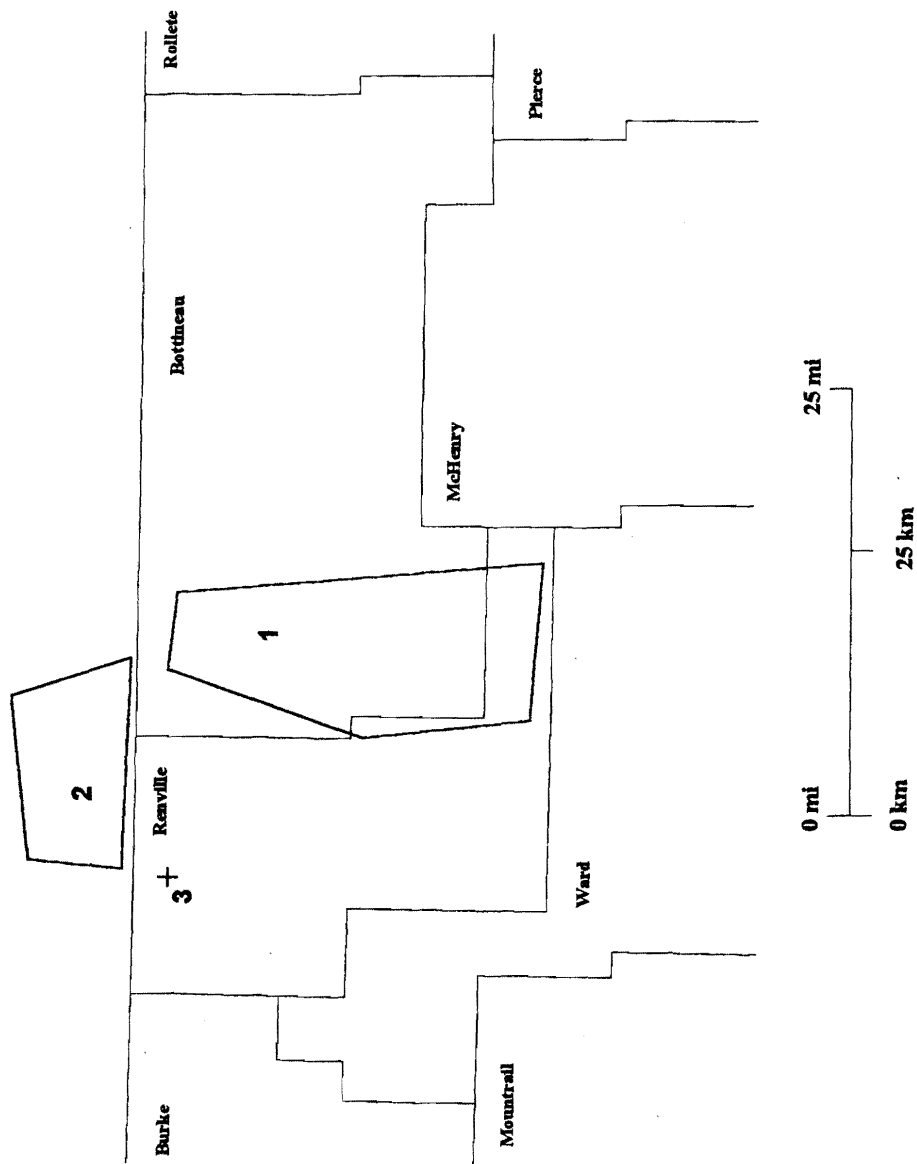 2
3
1
Burke
Renville
Bottineau
Rollete
Mountrail
Ward
McHenry
Pierce
0 mi
25 mi
0 km
25 km